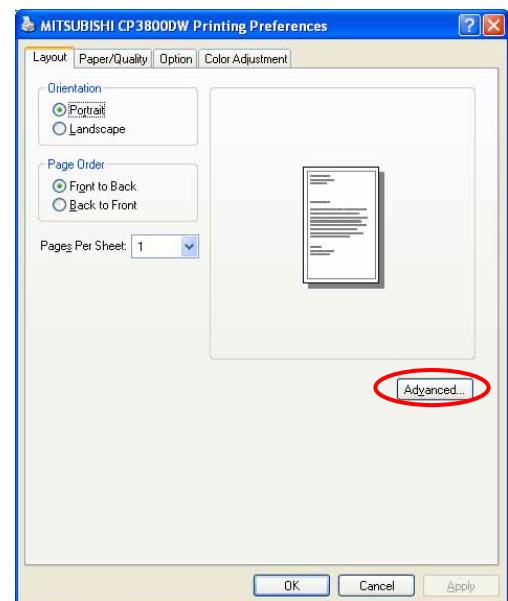 MITSUBISHI CP3800DW Printing Preferences
Layout Paper/Quality Option Color Adjustment
Orientation
Portrait
Landscape
Page Order
Front to Back
Back to Front
Pages Per Sheet: 1
Advanced...
OK Cancel Apply